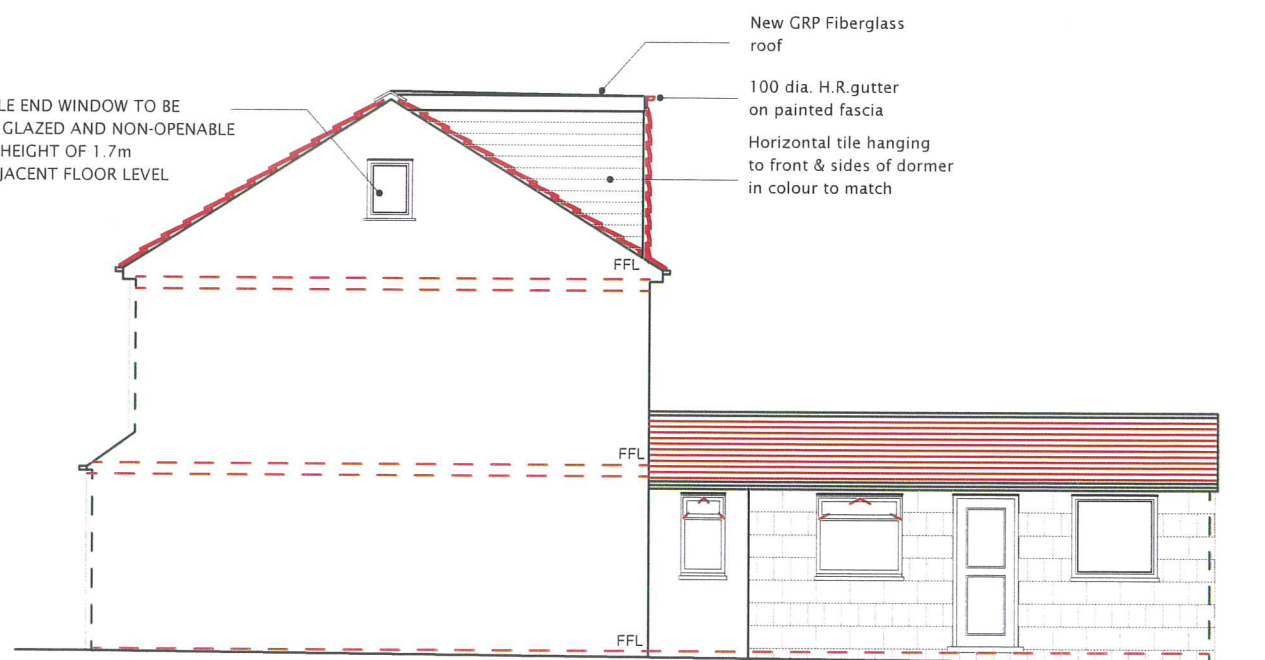 New GRP Fiberglass
roof
100 dia. H.R.gutter
on painted fascia
Horizontal tile hanging
to front & sides of dormer
in colour to match
LE END WINDOW TO BE
GLAZED AND NON-OPENABLE
HEIGHT OF 1.7m
JACENT FLOOR LEVEL
FFL
FFL
FFL